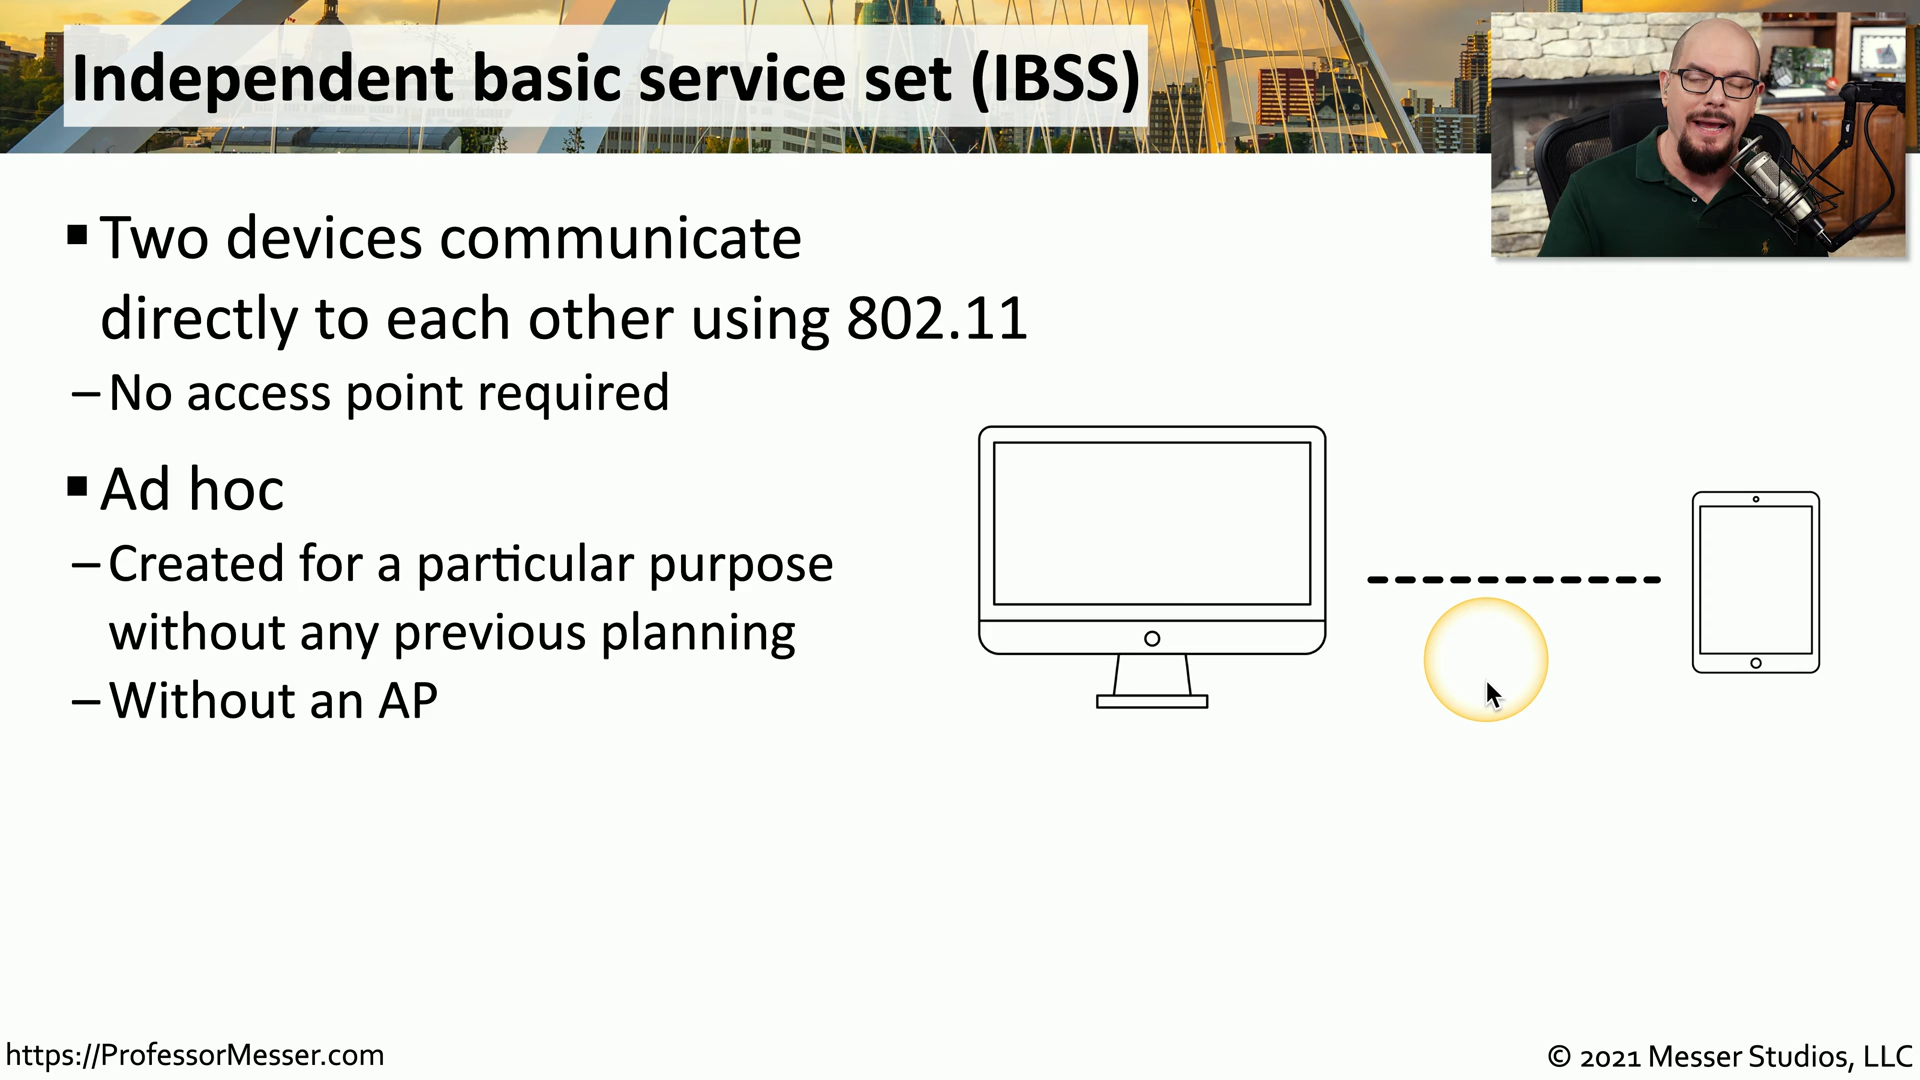 Independent basic service set (IBSS)
▪ Two devices communicate
directly to each other using 802.11
– No access point required
▪ Ad hoc
– Created for a particular purpose
without any previous planning
– Without an AP
https://ProfessorMesser.com
© 2021 Messer Studios, LLC